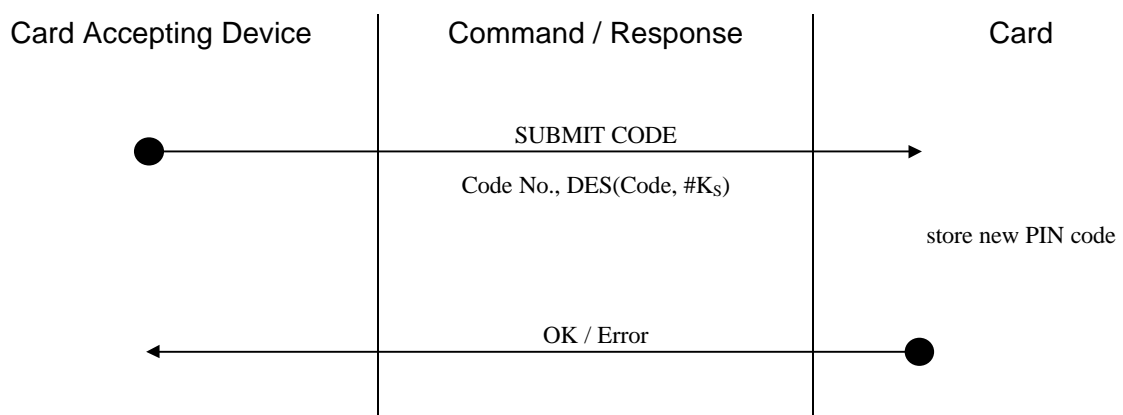 Card Accepting Device Command / Response Card
SUBMIT CODE
Code No., DES(Code, #KS)
store new PIN code
OK / Error